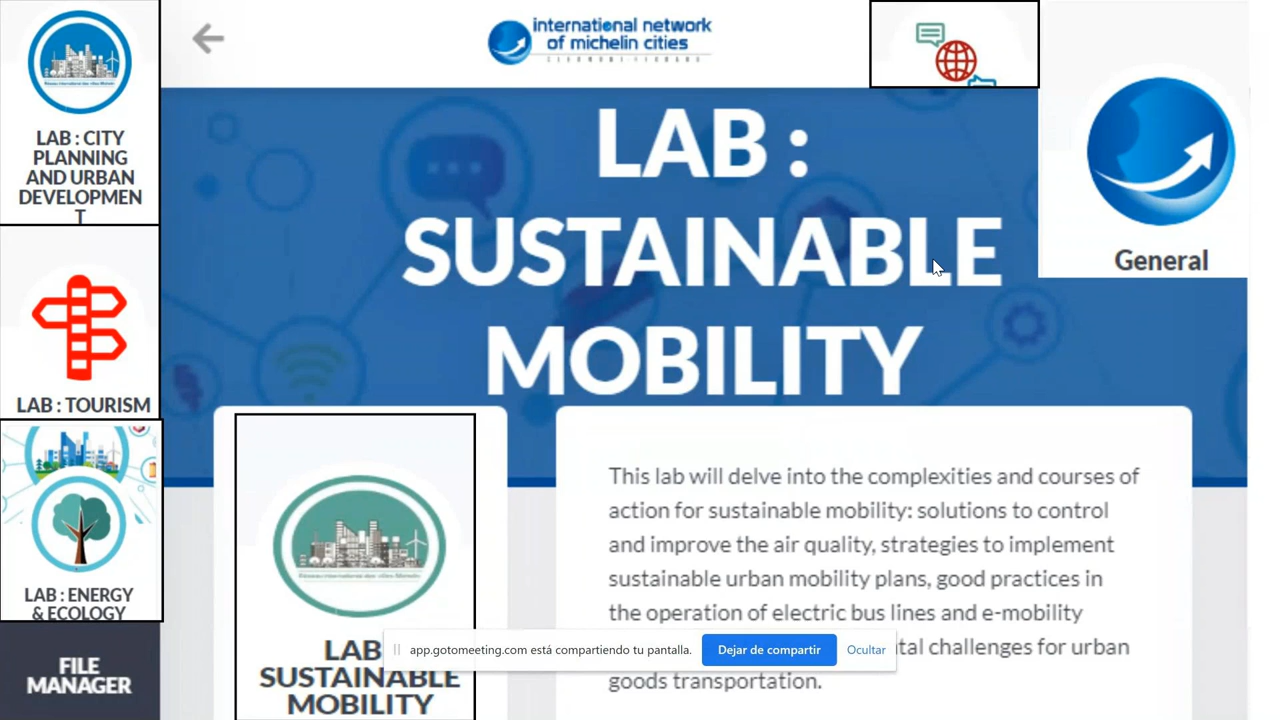 LAB : CITY
PLANNING
AND URBAN
DEVELOPMEN
T
LAB : TOURISM
LAB : ENERGY
& ECOLOGY
FILE
MANAGER
international network
of michelin cities
General
LAB :
SUSTAINABLE
MOBILITY
LAB
SUSTAINABLE
MOBILITY
This lab will delve into the complexities and courses of
action for sustainable mobility: solutions to control
and improve the air quality, strategies to implement
sustainable urban mobility plans, good practices in
the operation of electric bus lines and e-mobility
tal challenges for urban
goods transportation.
app.gotomeeting.com está compartiendo tu pantalla.
Dejar de compartir
Ocultar